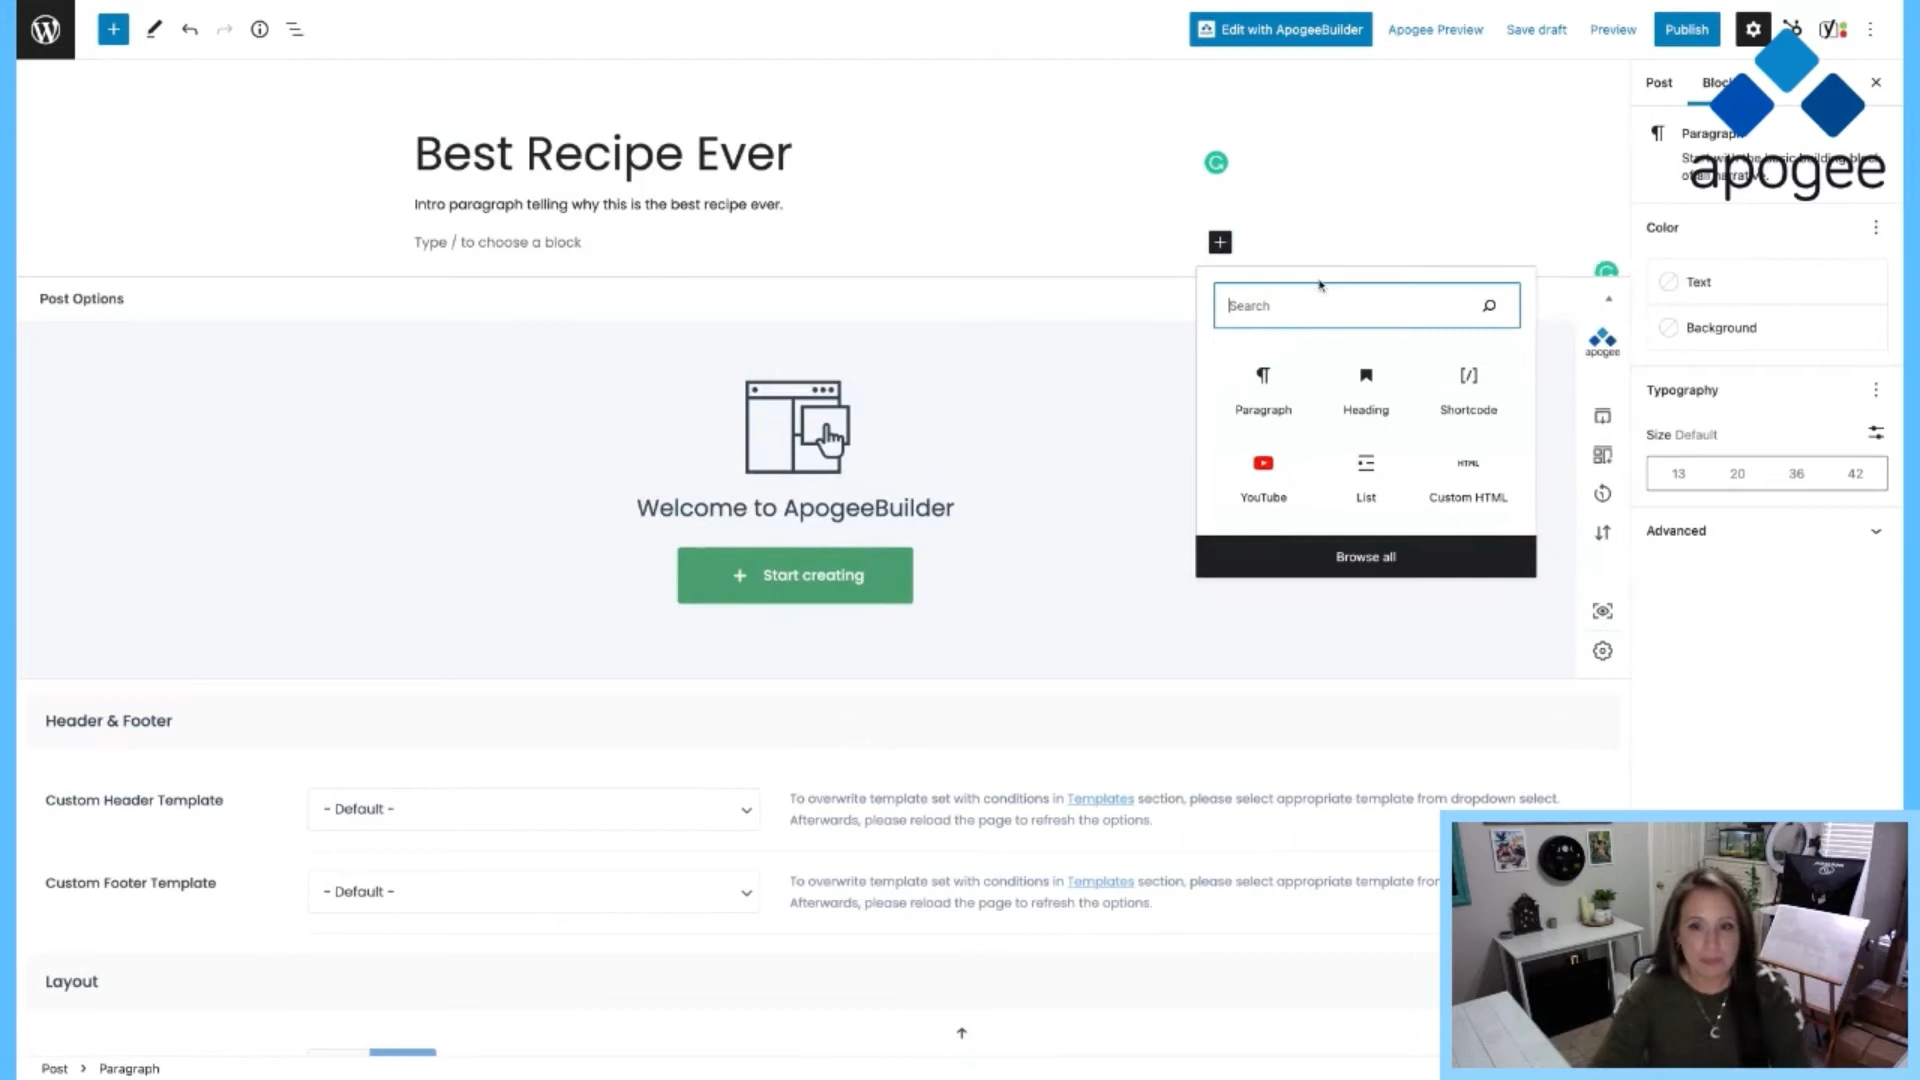 Edit with ApogeeBuilder
Apogee Preview
Save draft
Preview
Publish
Post
apogee
Best Recipe Ever
Intro paragraph telling why this is the best recipe ever.
Type / to choose a block
Search
Paragraph
Heading
Shortcode
YouTube
List
HTML
Custom HTML
Browse all
Post Options
apogee
Welcome to ApogeeBuilder
+ Start creating
Color
Text
Background
Typography
Size Default
13 20 36 42
Advanced
Header & Footer
Custom Header Template
- Default -
To overwrite template set with conditions in Templates section, please select appropriate template from dropdown select.
Afterwards, please reload the page to refresh the options.
Custom Footer Template
- Default -
To overwrite template set with conditions in Templates section, please select appropriate template
Afterwards, please reload the page to refresh the options.
Layout
Post > Paragraph